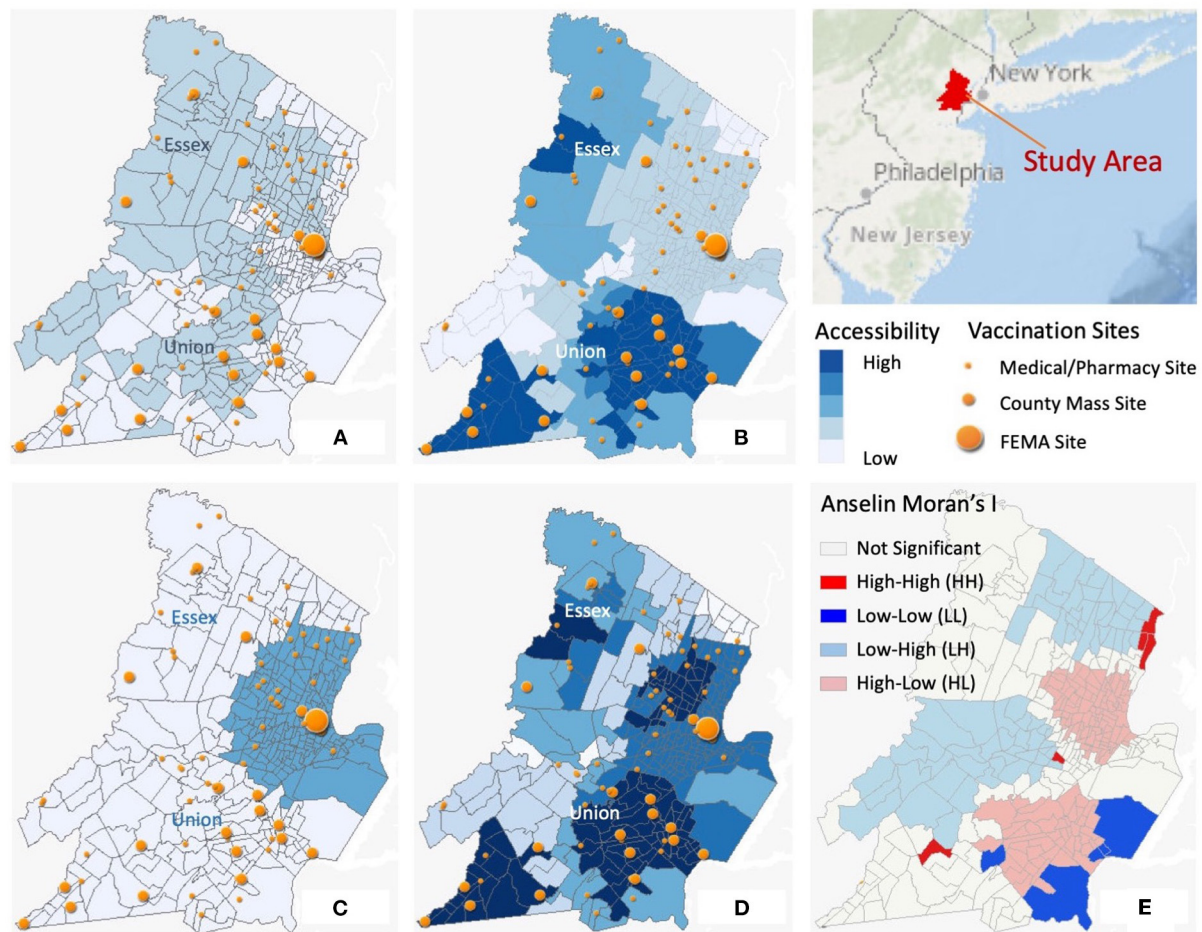 Essex
Union
A
Essex
Union
B
New York
Study Area
Philadelphia
New Jersey
Accessibility
High
Low
Vaccination Sites
Medical/Pharmacy Site
County Mass Site
FEMA Site
Essex
Union
C
Essex
Union
D
Anselin Moran's I
Not Significant
High-High (HH)
Low-Low (LL)
Low-High (LH)
High-Low (HL)
E